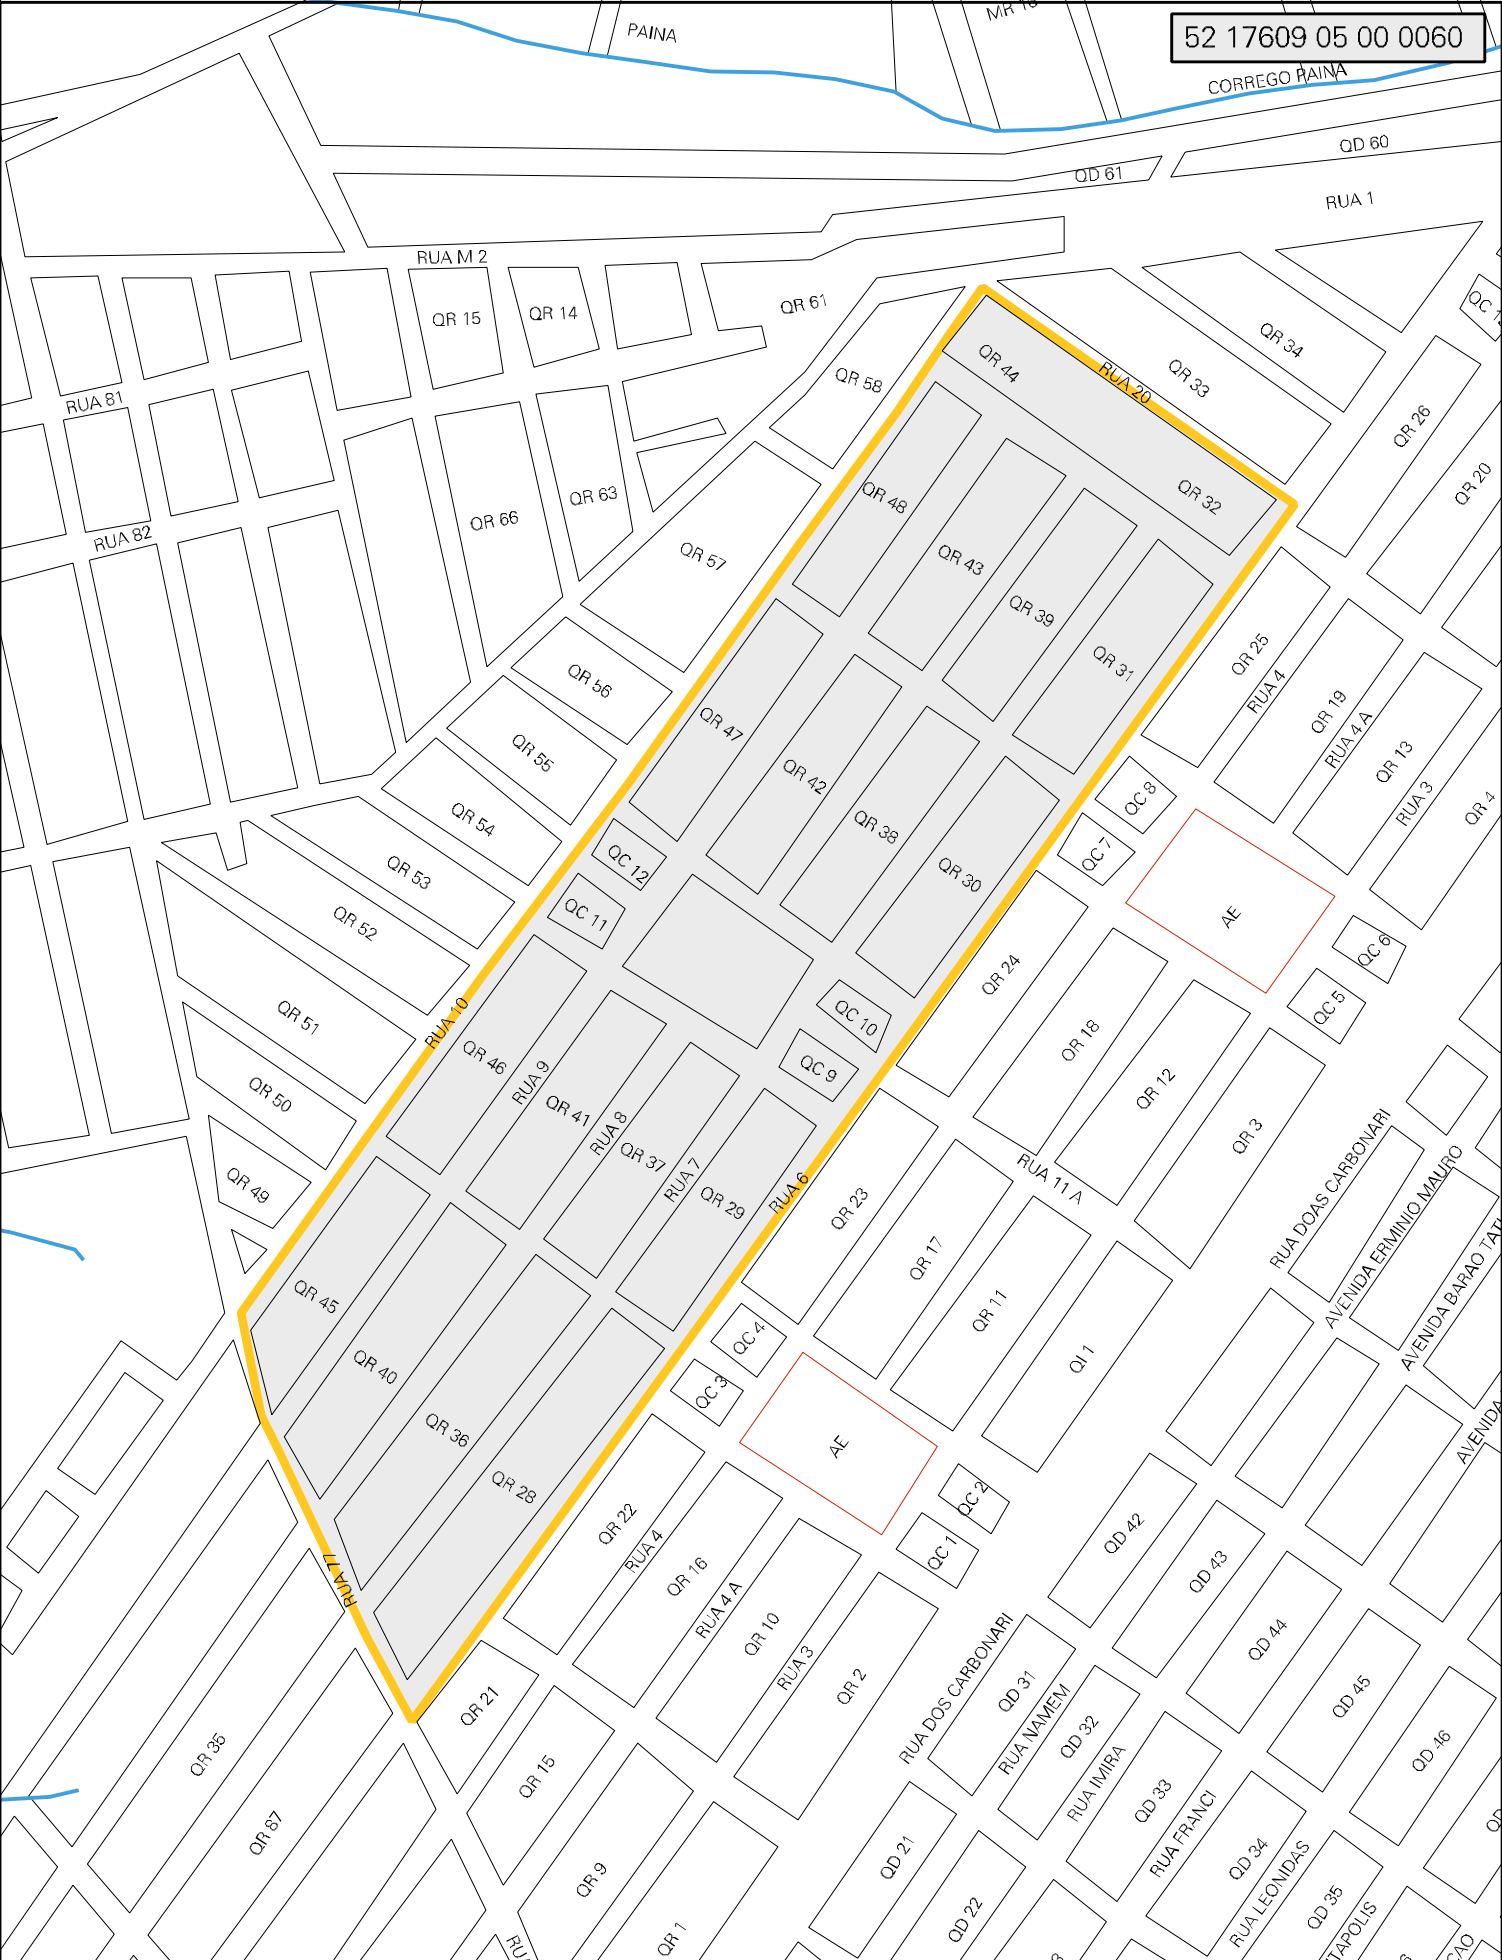 PAINA
52 17609 05 00 0060
CORREGO PAINA
QD 60
QD 61
RUA 1
RUA M 2
QR 15
QR 14
QR 61
QR 34
QR 33
RUA 20
QR 44
QR 58
RUA 81
QR 26
QR 20
QR 32
QR 48
QR 63
QR 66
RUA 82
QR 57
QR 43
QR 39
QR 31
QR 25
RUA 4
QR 56
QR 19
RUA 4 A
QR 47
QR 55
QR 13
RUA 3
QR 4
QR 42
QC 8
QR 54
QR 38
QC 7
QR 53
QC 12
QR 30
QC 11
AE
QR 52
QC 6
QR 24
QC 5
QR 51
RUA 10
QC 10
QR 18
QR 46
RUA 9
QC 9
QR 12
QR 50
QR 41
RUA 8
QR 3
RUA DOAS CARBONARI
QR 37
RUA 7
RUA 11 A
QR 49
QR 29
RUA 6
QR 23
AVENIDA ERMINIO MAURO
QR 17
QR 45
QR 11
QC 4
QI 1
QR 40
QC 3
QR 36
AE
AVENIDA
QR 28
QC 2
QR 22
RUA 4
QC 1
QD 42
QR 16
QD 43
RUA 77
RUA 4 A
QR 10
RUA 3
QD 44
QR 2
RUA DOS CARBONARI
QD 31
RUA NAMEM
QD 45
QR 21
QD 32
QR 35
RUA IMIRA
QD 46
QR 15
QD 33
RUA FRANCI
QR 87
QD 21
QD 34
RUA LEONIDAS
QR 9
QD 22
QD 35
QR 1